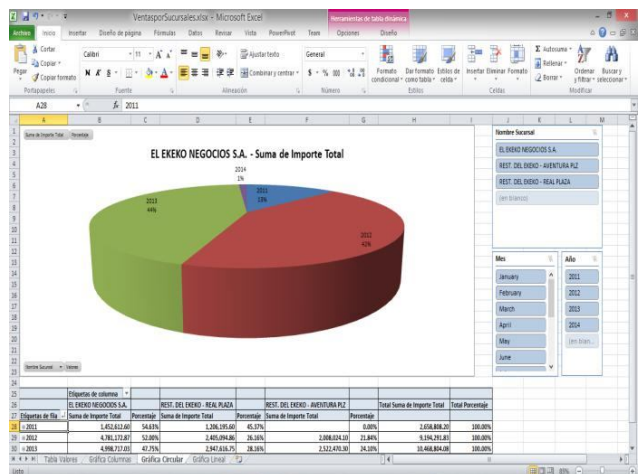 VentasporSucursales.xlsx - Microsoft Excel
Herramientas de tabla dinámica
Archivo Inicio Insertar Diseño de página Fórmulas Datos Revisar Vista PowerPivot Team Opciones Diseño
Pegar
Cortar
Copiar
Copiar formato
Portapapeles
Calibri 11
N K S
Fuente
Ajustar texto
Combinar y centrar
Alineación
General
$ % 000
Número
Formato condicional
Dar formato como tabla
Estilos de celda
Estilos
Insertar Eliminar Formato
Celdas
Σ Autosuma
Rellenar
Borrar
Ordenar y filtrar
Buscar y seleccionar
Modificar
A28 fx 2011
A B C D E F G H I J K L M
Suma de Importe Total Porcentaje
EL EKEKO NEGOCIOS S.A. - Suma de Importe Total
2014
1%
2011
13%
2013
44%
2012
42%
Nombre Sucursal Valores
Nombre Sucursal
EL EKEKO NEGOCIOS S.A.
REST. DEL EKEKO - AVENTURA PLZ
REST. DEL EKEKO - REAL PLAZA
(en blanco)
Mes
January
February
March
April
May
June
Año
2011
2012
2013
2014
(en blan...
Etiquetas de columna
EL EKEKO NEGOCIOS S.A. REST. DEL EKEKO - REAL PLAZA REST. DEL EKEKO - AVENTURA PLZ Total Suma de Importe Total Total Porcentaje
Etiquetas de fila Suma de Importe Total Porcentaje Suma de Importe Total Porcentaje Suma de Importe Total Porcentaje
2011 1,452,612.60 54.63% 1,206,195.60 45.37% 0.00% 2,658,808.20 100.00%
2012 4,781,172.87 52.00% 2,405,094.86 26.16% 2,008,024.10 21.84% 9,194,291.83 100.00%
2013 4,998,717.03 47.75% 2,947,616.75 28.16% 2,522,470.30 24.10% 10,468,804.08 100.00%
Tabla Valores Gráfica Columnas Gráfica Circular Gráfica Lineal
Listo 85%